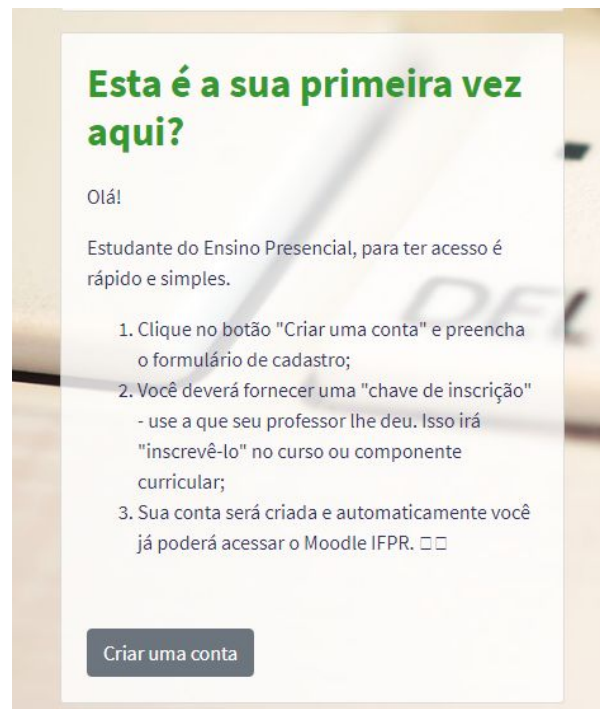 Esta é a sua primeira vez
aqui?
Olá!
Estudante do Ensino Presencial, para ter acesso é
rápido e simples.
1. Clique no botão "Criar uma conta" e preencha
o formulário de cadastro;
2. Você deverá fornecer uma "chave de inscrição"
- use a que seu professor lhe deu. Isso irá
"inscrevê-lo" no curso ou componente
curricular;
3. Sua conta será criada e automaticamente você
já poderá acessar o Moodle IFPR. □□
Criar uma conta
DEL